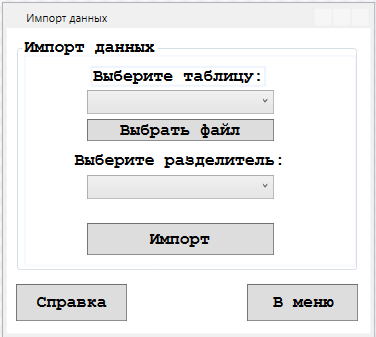 Импорт данных
Импорт данных
Выберите таблицу:
Выбрать файл
Выберите разделитель:
Импорт
Справка
В меню